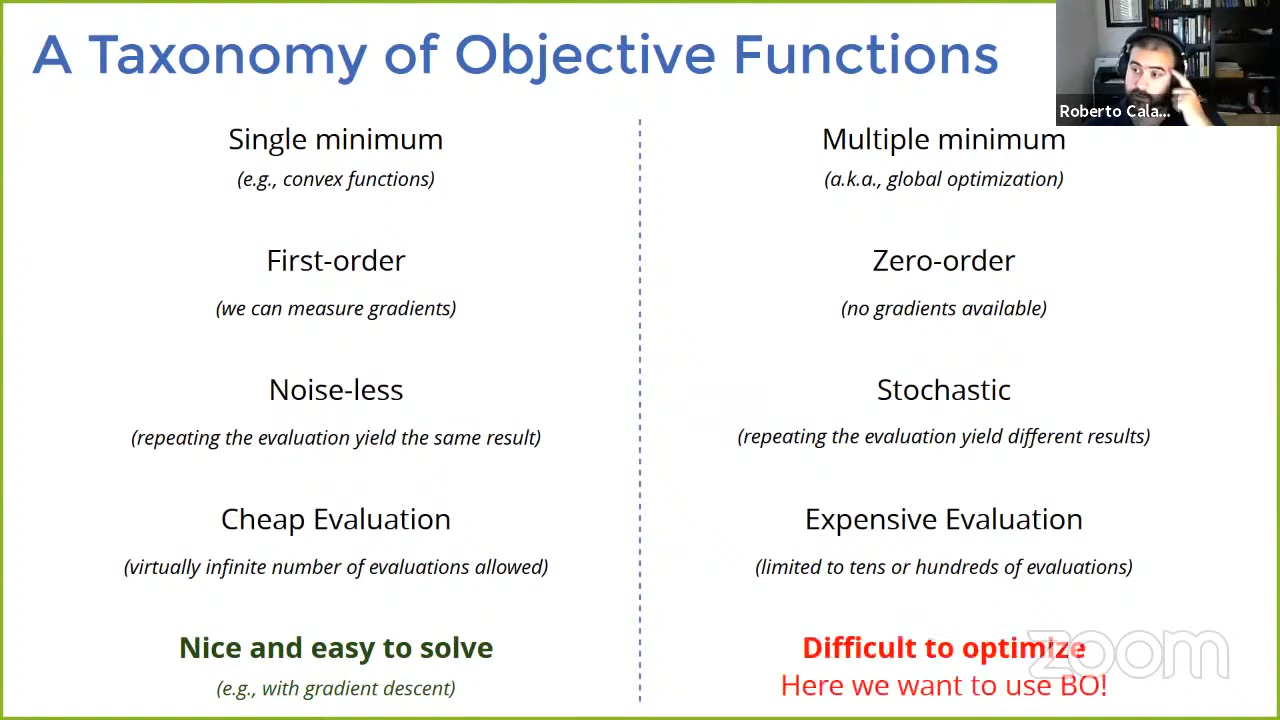 A Taxonomy of Objective Functions
Roberto Cala...
Single minimum
(e.g., convex functions)
Multiple minimum
(a.k.a., global optimization)
First-order
(we can measure gradients)
Zero-order
(no gradients available)
Noise-less
(repeating the evaluation yield the same result)
Stochastic
(repeating the evaluation yield different results)
Cheap Evaluation
(virtually infinite number of evaluations allowed)
Expensive Evaluation
(limited to tens or hundreds of evaluations)
Nice and easy to solve
(e.g., with gradient descent)
Difficult to optimize
Here we want to use BO!
zoom